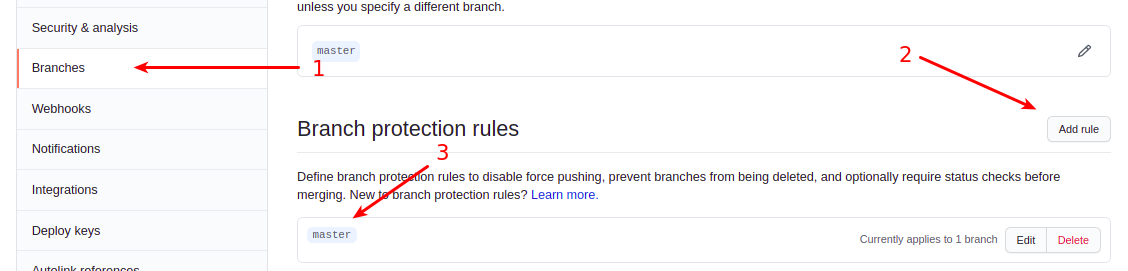 unless you specify a different branch.
Security & analysis
master
Branches
1
2
Webhooks
Branch protection rules
Add rule
Notifications
3
Define branch protection rules to disable force pushing, prevent branches from being deleted, and optionally require status checks before
merging. New to branch protection rules? Learn more.
Integrations
Deploy keys
master
Currently applies to 1 branch
Edit
Delete
Autolink references